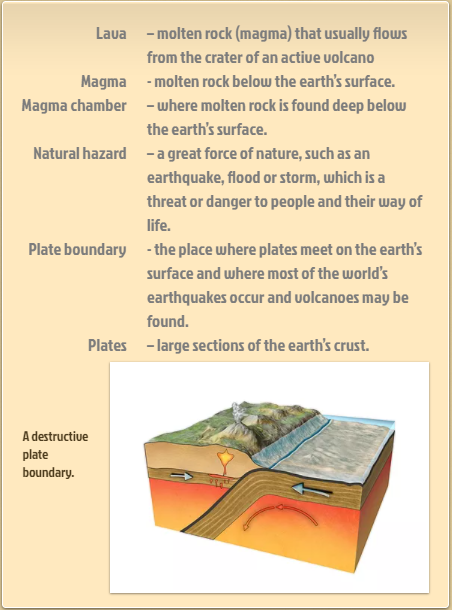 Lava – molten rock (magma) that usually flows
from the crater of an active volcano
Magma - molten rock below the earth's surface.
Magma chamber – where molten rock is found deep below
the earth's surface.
Natural hazard – a great force of nature, such as an
earthquake, flood or storm, which is a
threat or danger to people and their way of
life.
Plate boundary - the place where plates meet on the earth's
surface and where most of the world's
earthquakes occur and volcanoes may be
found.
Plates – large sections of the earth's crust.
A destructive
plate
boundary.